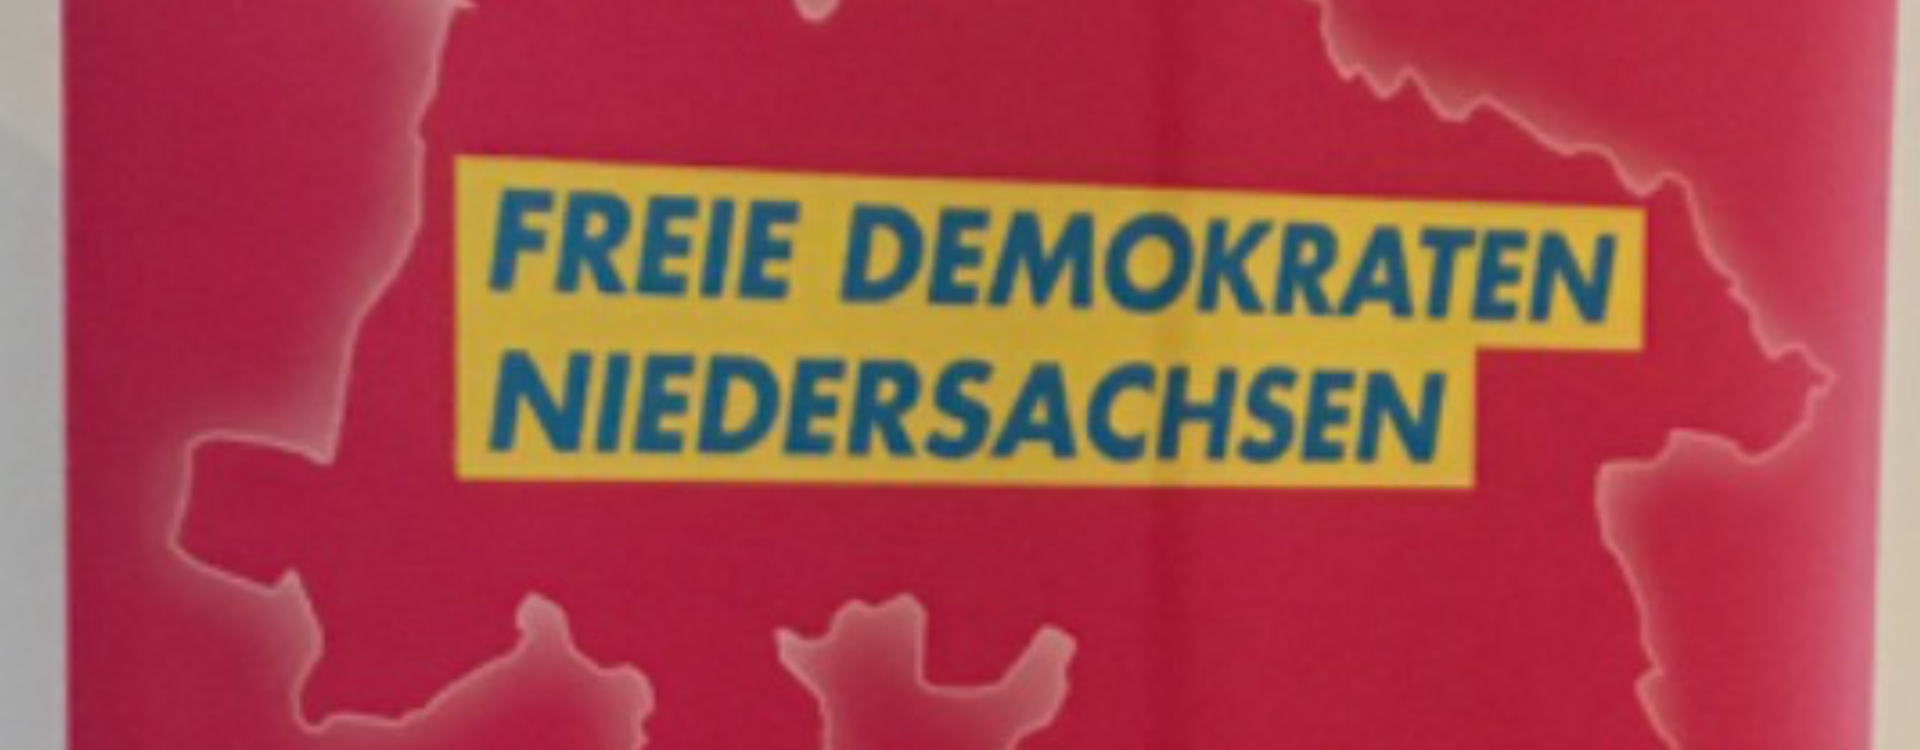 FREIE DEMOKRATEN
NIEDERSACHSEN